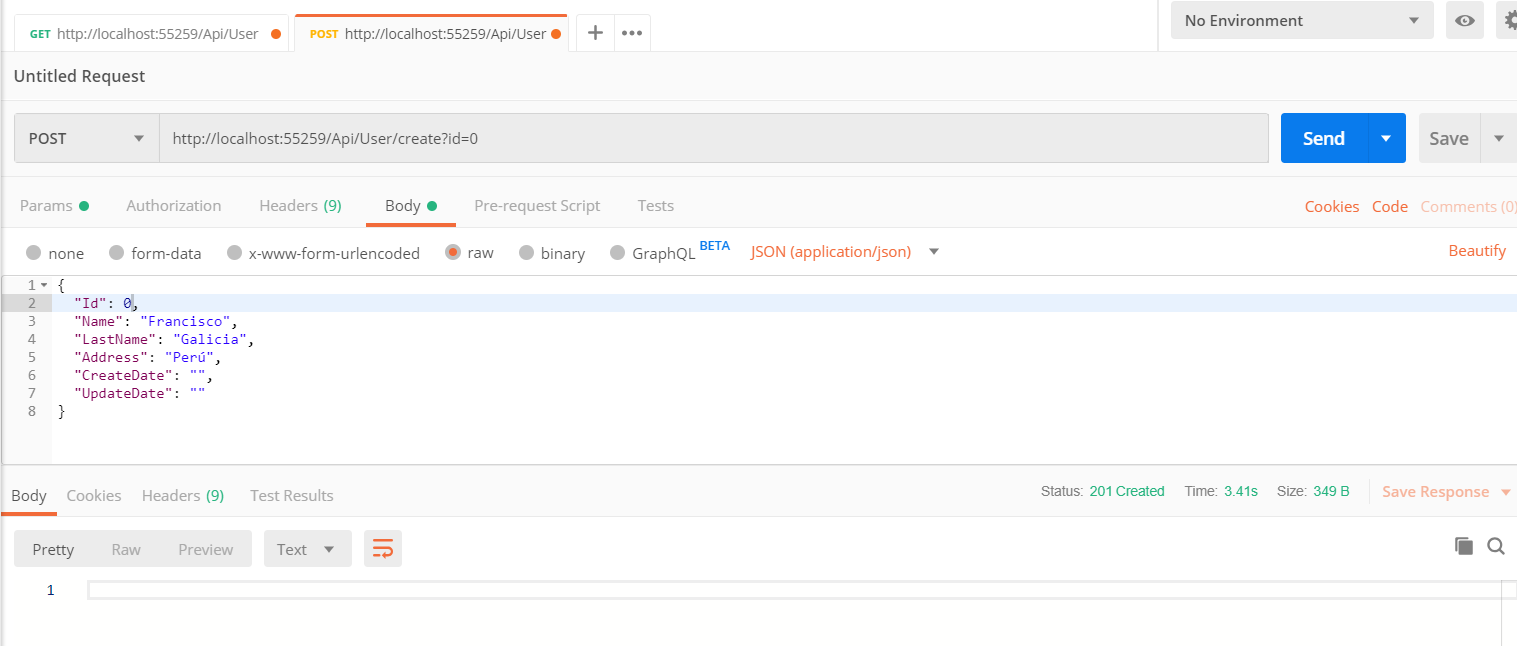 GET http://localhost:55259/Api/User POST http://localhost:55259/Api/User No Environment
Untitled Request
POST http://localhost:55259/Api/User/create?id=0 Send Save
Params Authorization Headers (9) Body Pre-request Script Tests Cookies Code Comments (0)
none form-data x-www-form-urlencoded raw binary GraphQL BETA JSON (application/json) Beautify
1 {
2 "Id": 0,
3 "Name": "Francisco",
4 "LastName": "Galicia",
5 "Address": "Perú",
6 "CreateDate": "",
7 "UpdateDate": ""
8 }
Body Cookies Headers (9) Test Results Status: 201 Created Time: 3.41s Size: 349 B Save Response
Pretty Raw Preview Text
1